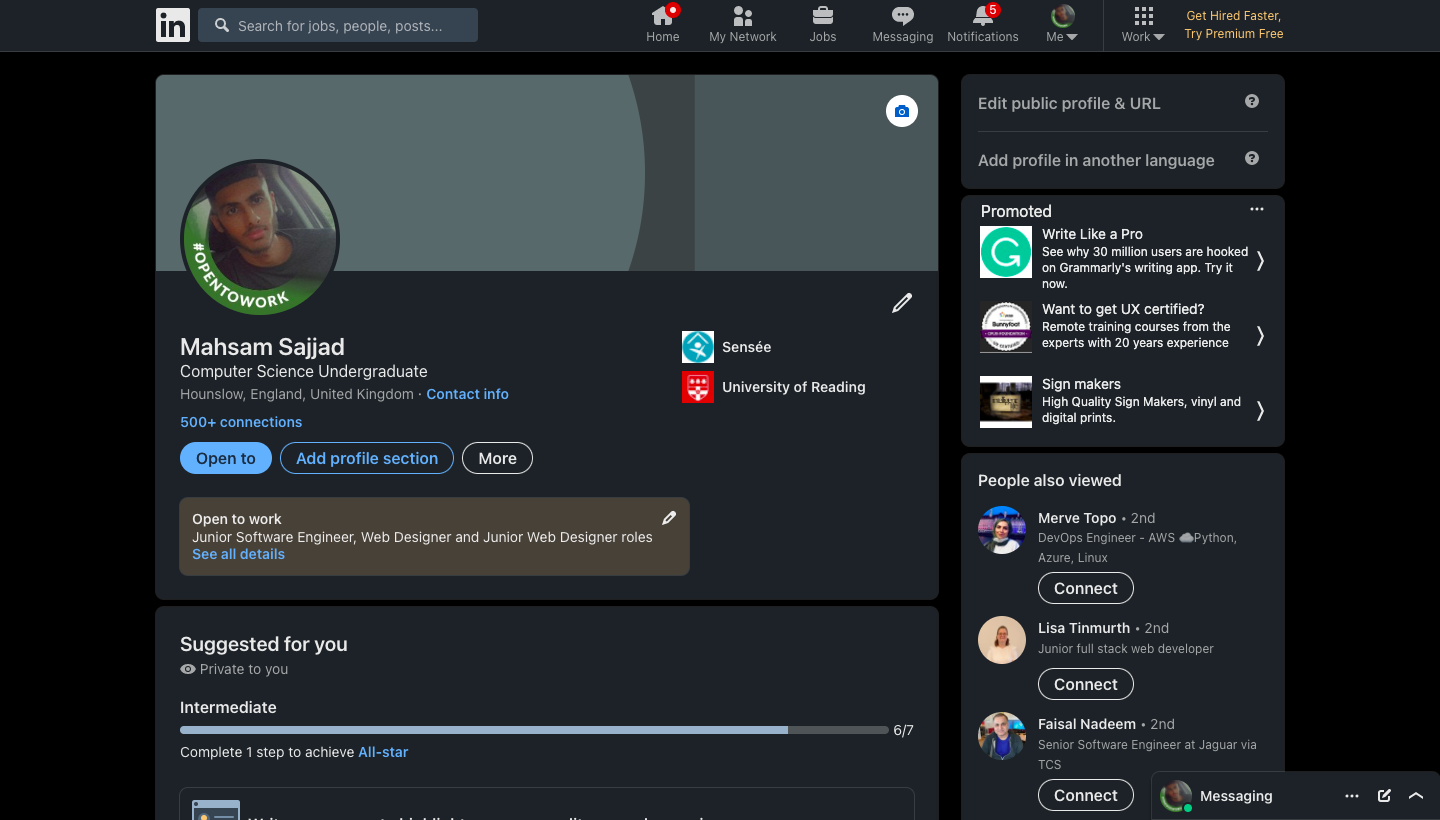 in
Search for jobs, people, posts...
Home
My Network
Jobs
Messaging
5
Notifications
Me
Work
Get Hired Faster,
Try Premium Free
#OPENTOWORK
Mahsam Sajjad
Computer Science Undergraduate
Hounslow, England, United Kingdom · Contact info
500+ connections
Open to
Add profile section
More
Sensée
University of Reading
Open to work
Junior Software Engineer, Web Designer and Junior Web Designer roles
See all details
Suggested for you
Private to you
Intermediate
6/7
Complete 1 step to achieve All-star
Edit public profile & URL
Add profile in another language
Promoted
Write Like a Pro
See why 30 million users are hooked
on Grammarly's writing app. Try it
now.
Want to get UX certified?
Remote training courses from the
experts with 20 years experience
Sign makers
High Quality Sign Makers, vinyl and
digital prints.
People also viewed
Merve Topo • 2nd
DevOps Engineer - AWS ☁Python,
Azure, Linux
Connect
Lisa Tinmurth • 2nd
Junior full stack web developer
Connect
Faisal Nadeem • 2nd
Senior Software Engineer at Jaguar via
TCS
Connect
Messaging